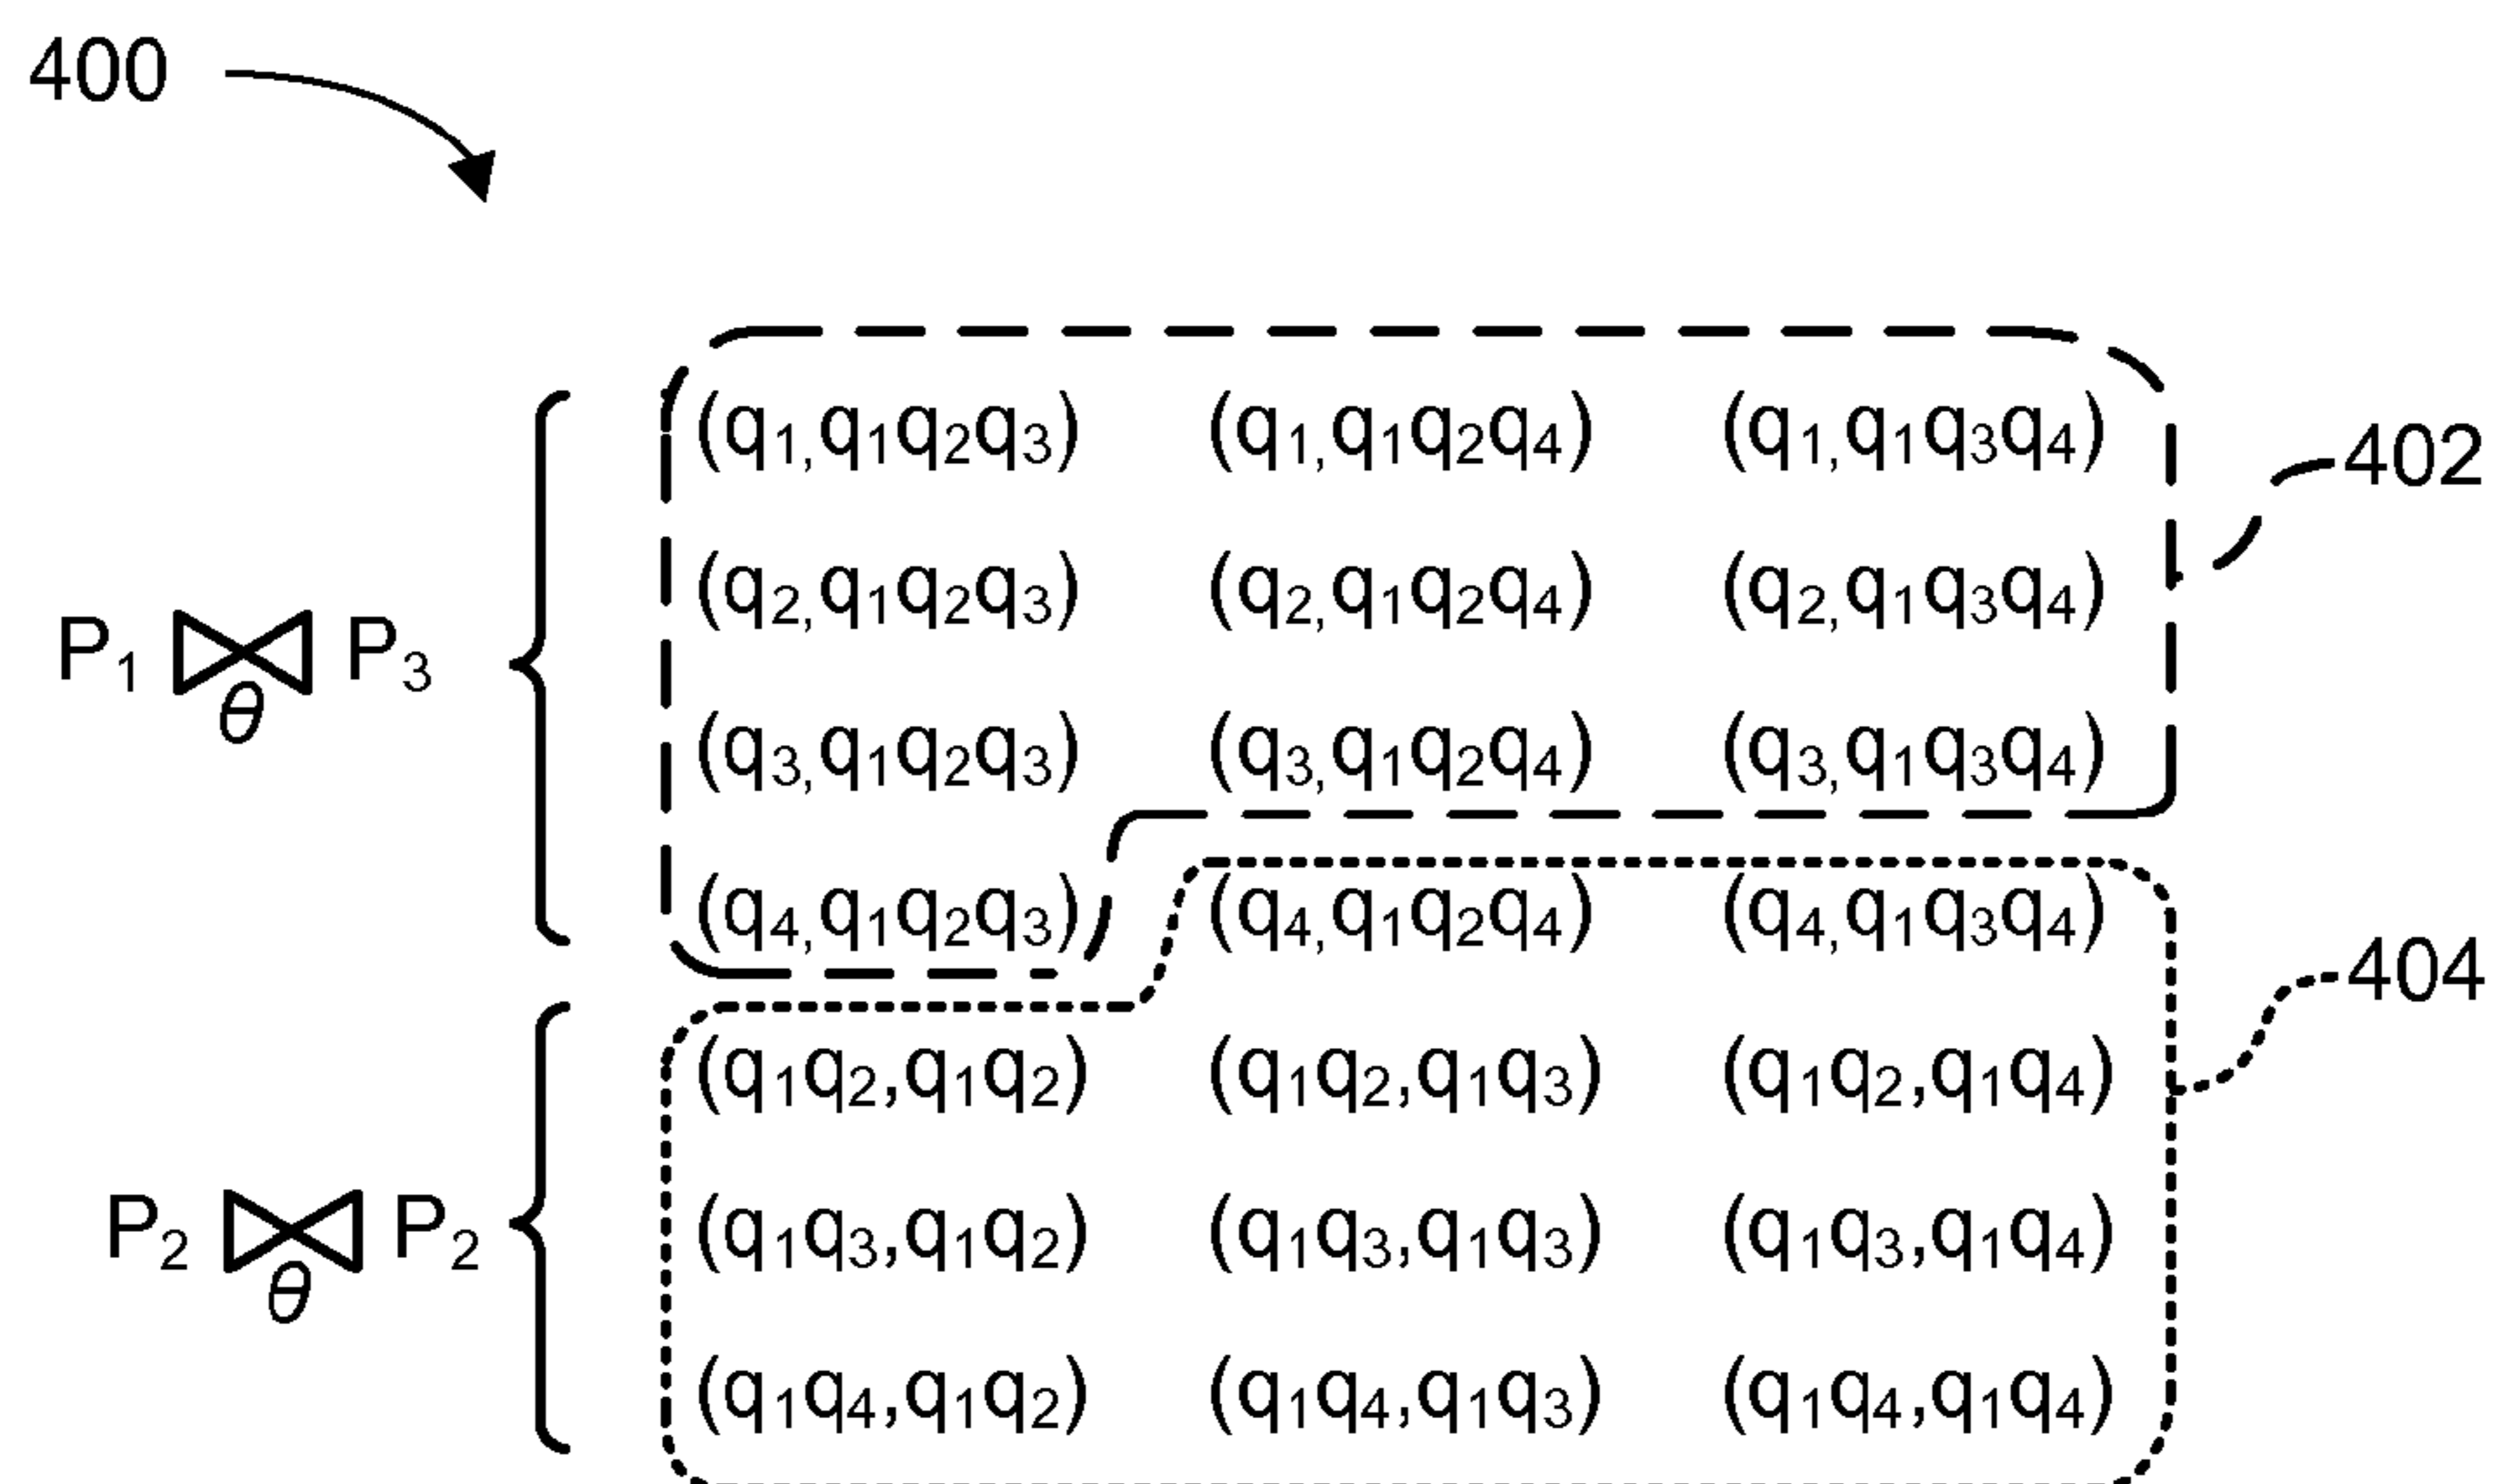 400
(q₁,q₁q₂q₃) (q₁,q₁q₂q₄) (q₁,q₁q₃q₄)
402
(q₂,q₁q₂q₃) (q₂,q₁q₂q₄) (q₂,q₁q₃q₄)
P₁ ⋈θ P₃
(q₃,q₁q₂q₃) (q₃,q₁q₂q₄) (q₃,q₁q₃q₄)
(q₄,q₁q₂q₃) (q₄,q₁q₂q₄) (q₄,q₁q₃q₄)
404
(q₁q₂,q₁q₂) (q₁q₂,q₁q₃) (q₁q₂,q₁q₄)
P₂ ⋈θ P₂
(q₁q₃,q₁q₂) (q₁q₃,q₁q₃) (q₁q₃,q₁q₄)
(q₁q₄,q₁q₂) (q₁q₄,q₁q₃) (q₁q₄,q₁q₄)